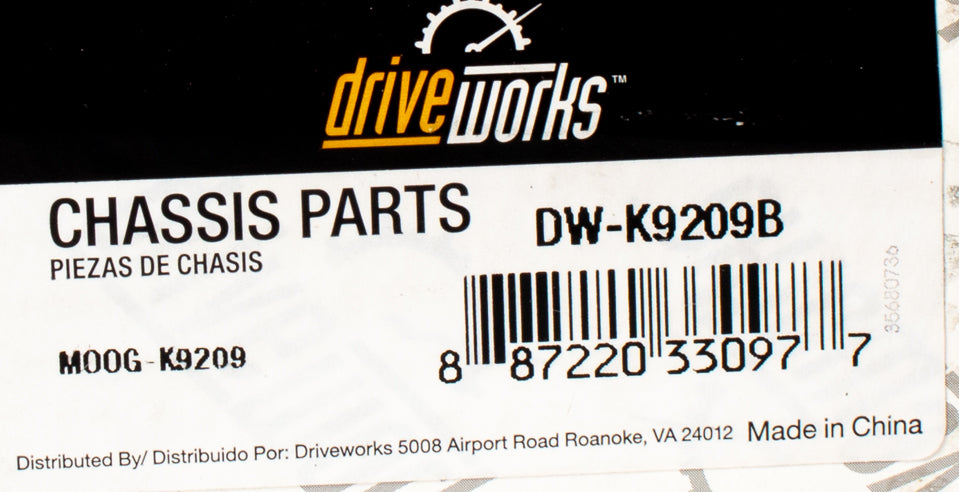 driveworks™
CHASSIS PARTS
PIEZAS DE CHASIS
DW-K9209B
MOOG-K9209
8 87220 33097 7
85680736
Distributed By/ Distribuido Por: Driveworks 5008 Airport Road Roanoke, VA 24012 Made in China